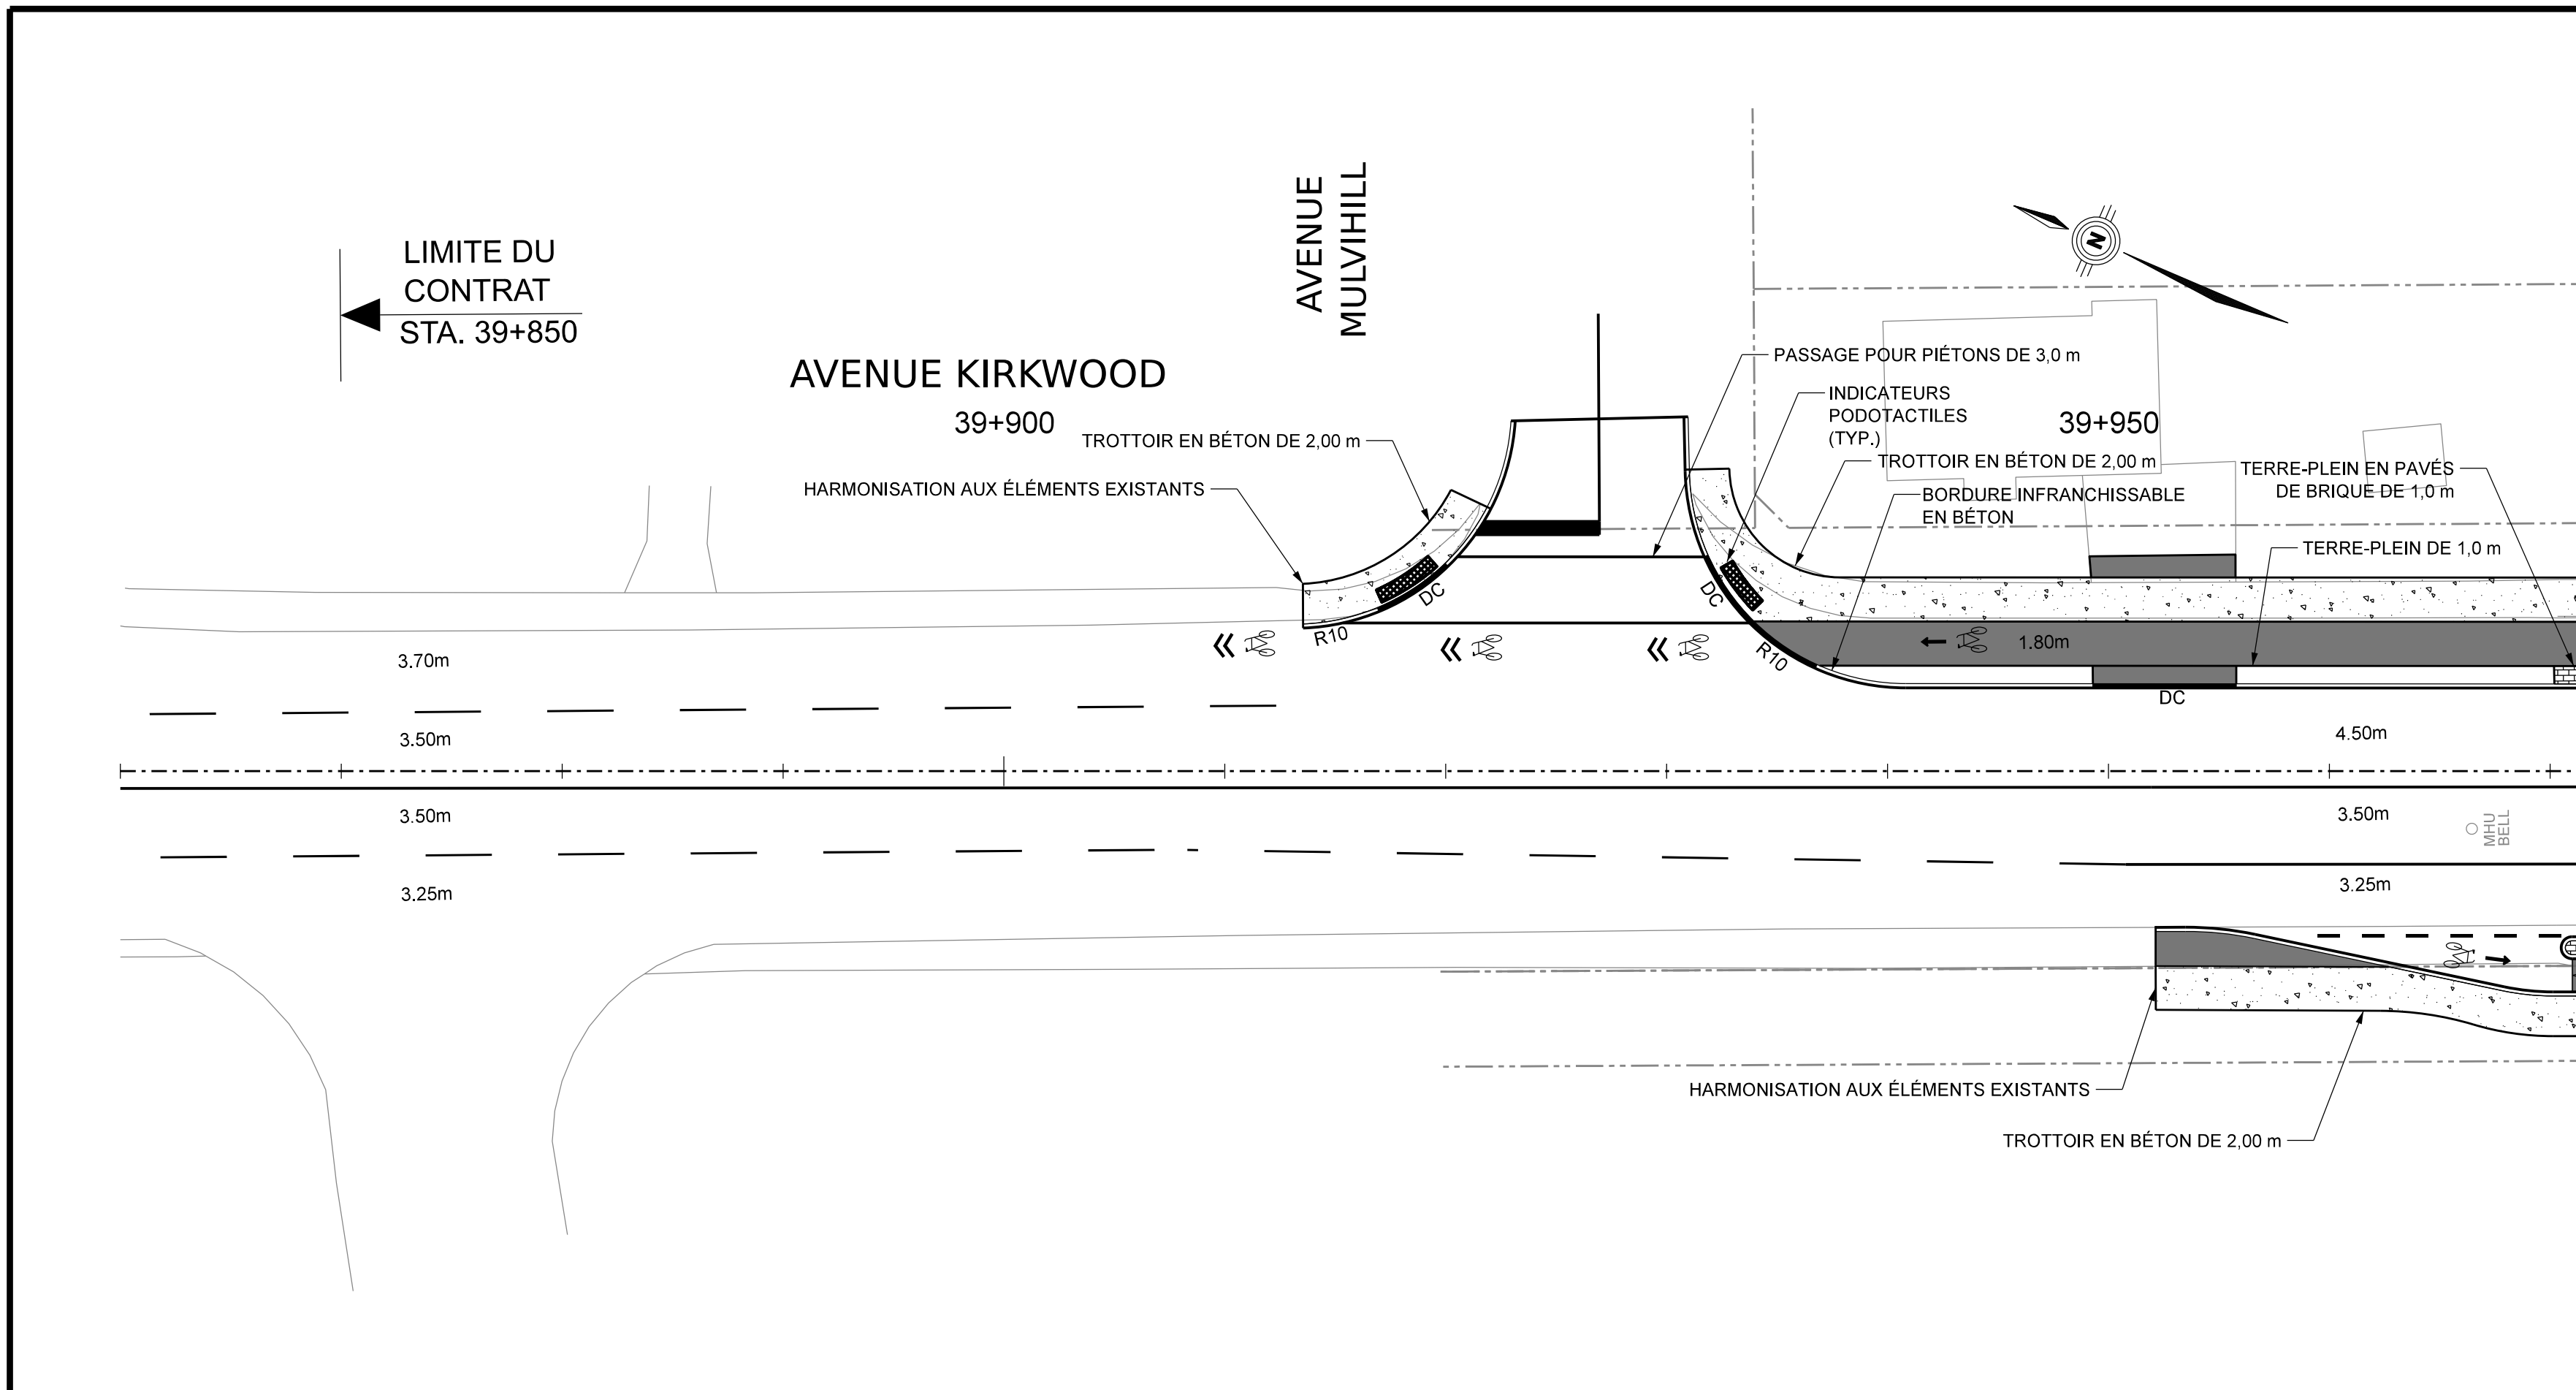 AVENUE
MULVIHILL
LIMITE DU
CONTRAT
STA. 39+850
N
AVENUE KIRKWOOD
39+900
PASSAGE POUR PIÉTONS DE 3,0 m
INDICATEURS
PODOTACTILES
(TYP.)
39+950
TROTTOIR EN BÉTON DE 2,00 m
TROTTOIR EN BÉTON DE 2,00 m
HARMONISATION AUX ÉLÉMENTS EXISTANTS
BORDURE INFRANCHISSABLE
EN BÉTON
TERRE-PLEIN EN PAVÉS
DE BRIQUE DE 1,0 m
TERRE-PLEIN DE 1,0 m
DC
DC
R10
R10
1.80m
DC
3.70m
3.50m
4.50m
3.50m
3.50m
MHU
BELL
3.25m
3.25m
HARMONISATION AUX ÉLÉMENTS EXISTANTS
TROTTOIR EN BÉTON DE 2,00 m